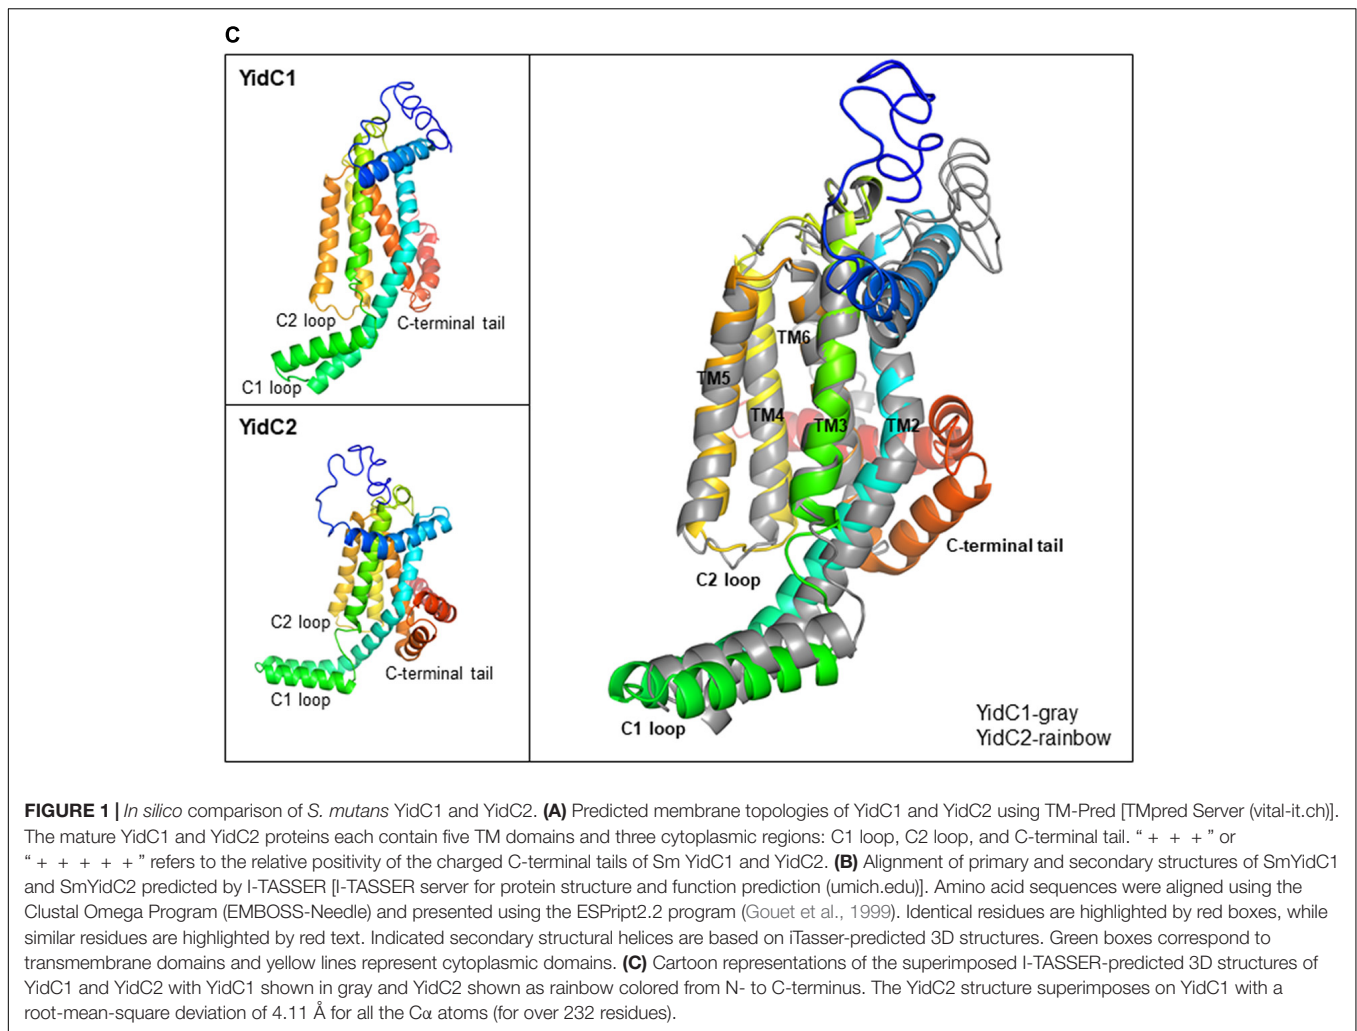 C
YidC1
C2 loop
C-terminal tail
C1 loop
YidC2
C2 loop
C-terminal tail
C1 loop
TM6
TM5
TM4
TM3
TM2
C-terminal tail
C2 loop
C1 loop
YidC1-gray
YidC2-rainbow
FIGURE 1 | In silico comparison of S. mutans YidC1 and YidC2. (A) Predicted membrane topologies of YidC1 and YidC2 using TM-Pred [TMpred Server (vital-it.ch)].
The mature YidC1 and YidC2 proteins each contain five TM domains and three cytoplasmic regions: C1 loop, C2 loop, and C-terminal tail. “ + + + ” or
“ + + + + + ” refers to the relative positivity of the charged C-terminal tails of Sm YidC1 and YidC2. (B) Alignment of primary and secondary structures of SmYidC1
and SmYidC2 predicted by I-TASSER [I-TASSER server for protein structure and function prediction (umich.edu)]. Amino acid sequences were aligned using the
Clustal Omega Program (EMBOSS-Needle) and presented using the ESPript2.2 program (Gouet et al., 1999). Identical residues are highlighted by red boxes, while
similar residues are highlighted by red text. Indicated secondary structural helices are based on iTasser-predicted 3D structures. Green boxes correspond to
transmembrane domains and yellow lines represent cytoplasmic domains. (C) Cartoon representations of the superimposed I-TASSER-predicted 3D structures of
YidC1 and YidC2 with YidC1 shown in gray and YidC2 shown as rainbow colored from N- to C-terminus. The YidC2 structure superimposes on YidC1 with a
root-mean-square deviation of 4.11 Å for all the Cα atoms (for over 232 residues).